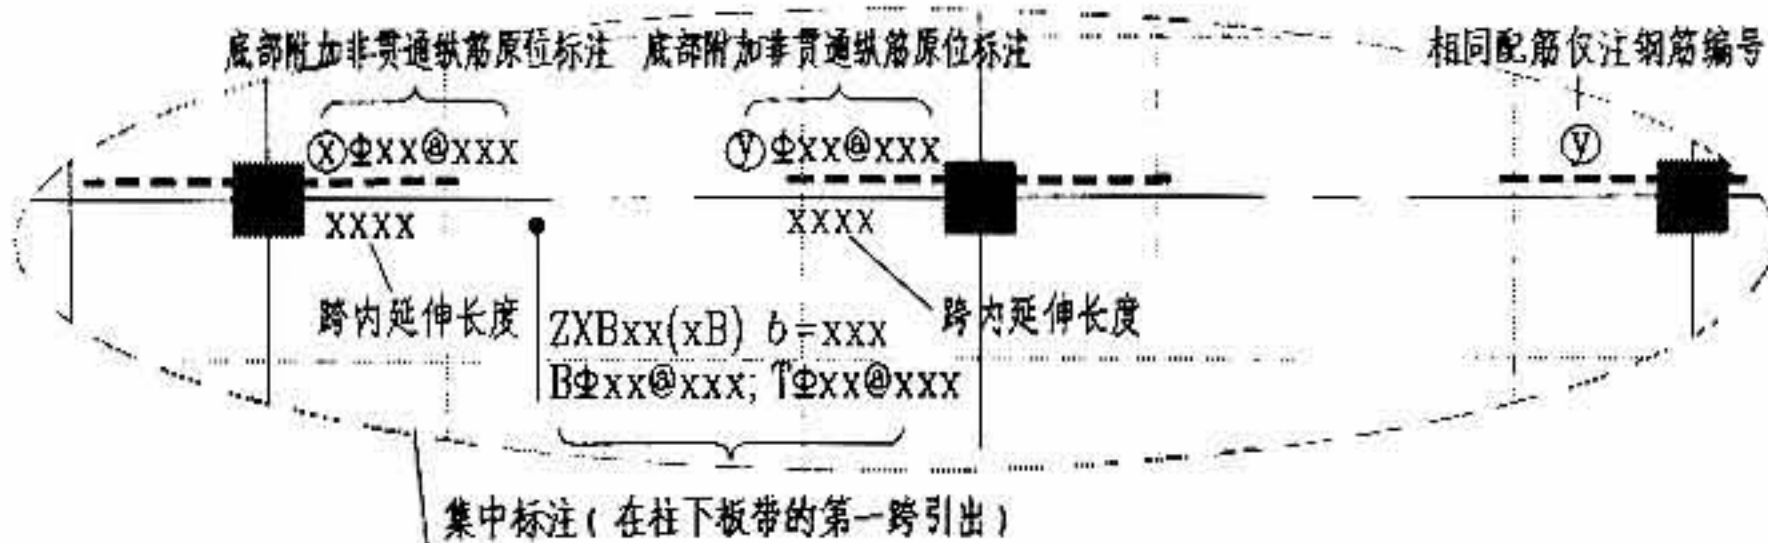 底部附加非贯通纵筋原位标注 底部附加非贯通纵筋原位标注 相同配筋仅注钢筋编号
ⓧΦxx@xxx ⓨΦxx@xxx ⓨ
xxxx xxxx
跨内延伸长度 跨内延伸长度
ZXBxx(xB) b=xxx
BΦxx@xxx; TΦxx@xxx
集中标注(在柱下板带的第一跨引出)